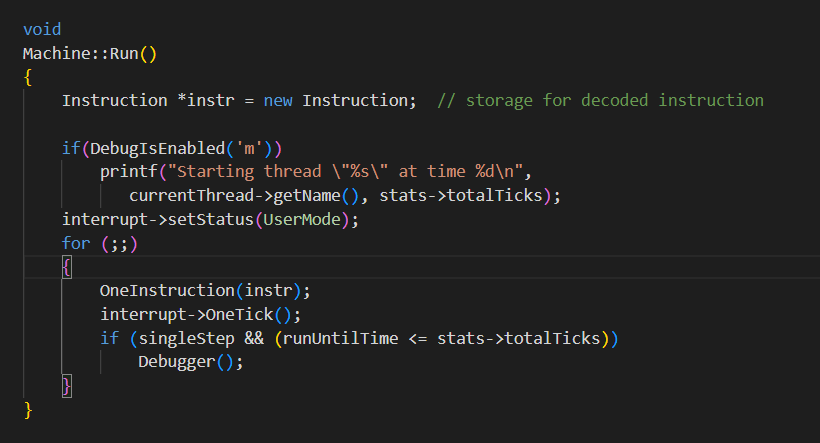 void
Machine::Run()
{
    Instruction *instr = new Instruction;  // storage for decoded instruction

    if(DebugIsEnabled('m'))
        printf("Starting thread \"%s\" at time %d\n",
           currentThread->getName(), stats->totalTicks);
    interrupt->setStatus(UserMode);
    for (;;)
    {
        OneInstruction(instr);
        interrupt->OneTick();
        if (singleStep && (runUntilTime <= stats->totalTicks))
            Debugger();
    }
}